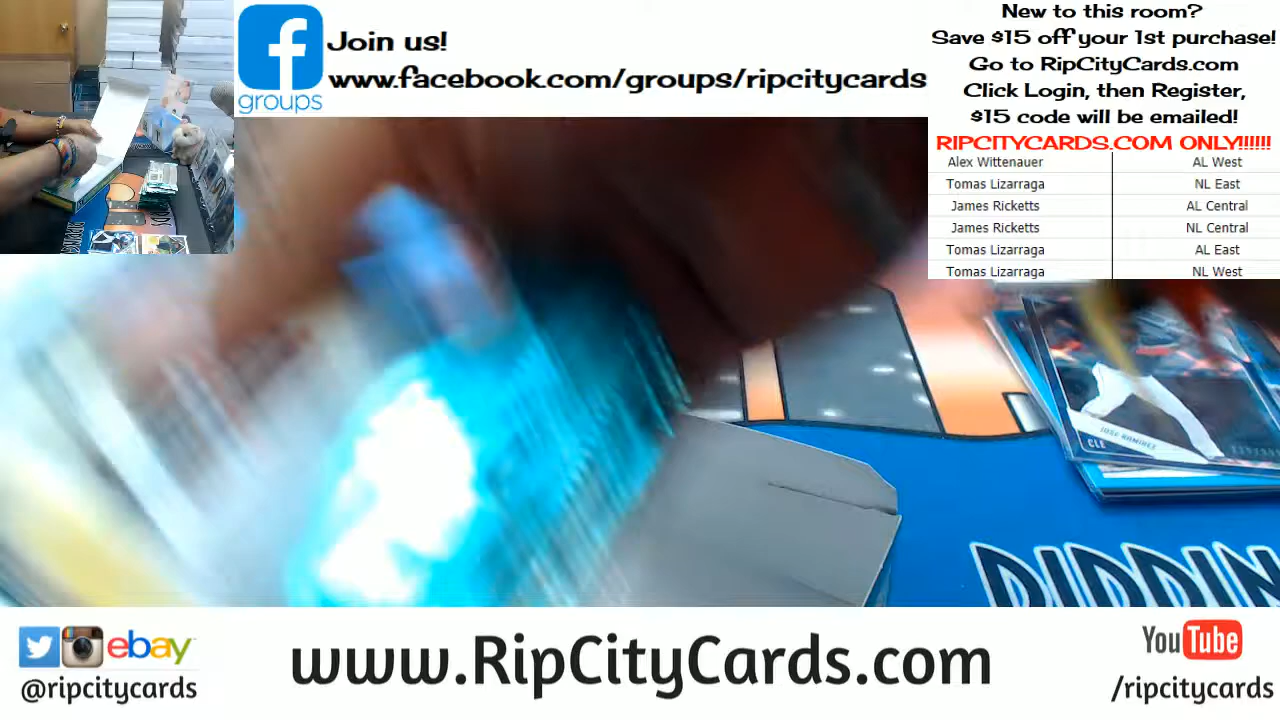 groups
Join us!
www.facebook.com/groups/ripcitycards
New to this room?
Save $15 off your 1st purchase!
Go to RipCityCards.com
Click Login, then Register,
$15 code will be emailed!
RIPCITYCARDS.COM ONLY!!!!!!
Alex Wittenauer AL West
Tomas Lizarraga NL East
James Ricketts AL Central
James Ricketts NL Central
Tomas Lizarraga AL East
Tomas Lizarraga NL West
JOSE RAMIREZ
CLE
ebay
@ripcitycards
www.RipCityCards.com
YouTube
/ripcitycards